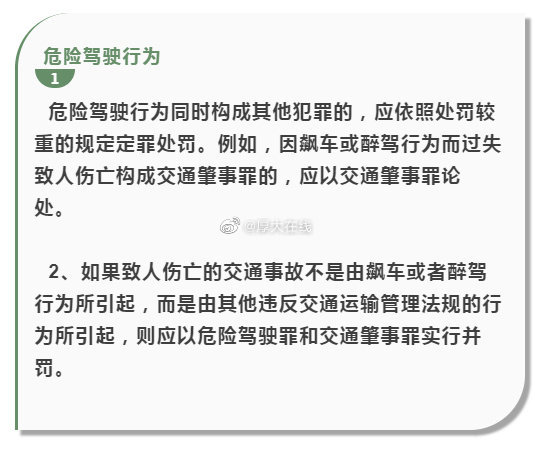 危险驾驶行为
1
危险驾驶行为同时构成其他犯罪的，应依照处罚较
重的规定定罪处罚。例如，因飙车或醉驾行为而过失
致人伤亡构成交通肇事罪的，应以交通肇事罪论
处。
@厚大在线
2、如果致人伤亡的交通事故不是由飙车或者醉驾
行为所引起，而是由其他违反交通运输管理法规的行
为所引起，则应以危险驾驶罪和交通肇事罪实行并
罚。